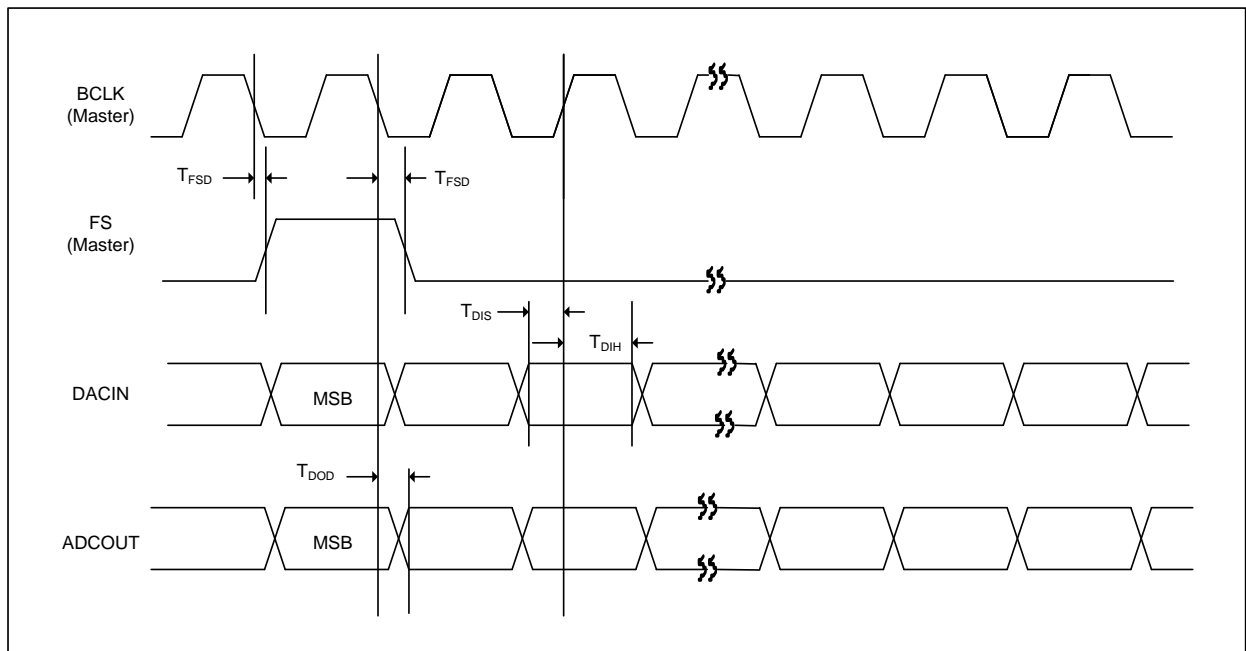 BCLK
(Master)
TFSD
TFSD
FS
(Master)
TDIS
TDIH
DACIN
MSB
TDOD
ADCOUT
MSB